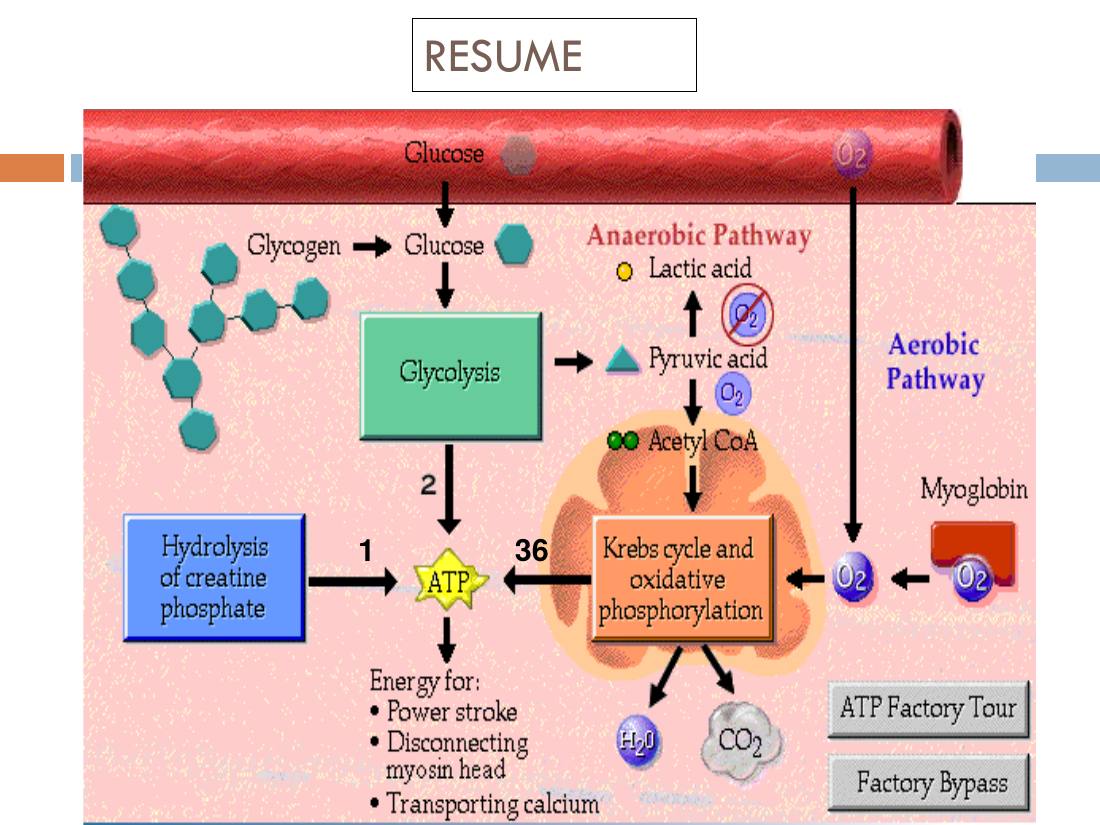 RESUME
Glucose
O2
Glycogen
Glucose
Anaerobic Pathway
Lactic acid
O2
Glycolysis
Pyruvic acid
O2
Aerobic
Pathway
Acetyl CoA
2
Myoglobin
Hydrolysis
of creatine
phosphate
1
ATP
36
Krebs cycle and
oxidative
phosphorylation
O2
O2
Energy for:
• Power stroke
• Disconnecting
myosin head
• Transporting calcium
H20
CO2
ATP Factory Tour
Factory Bypass